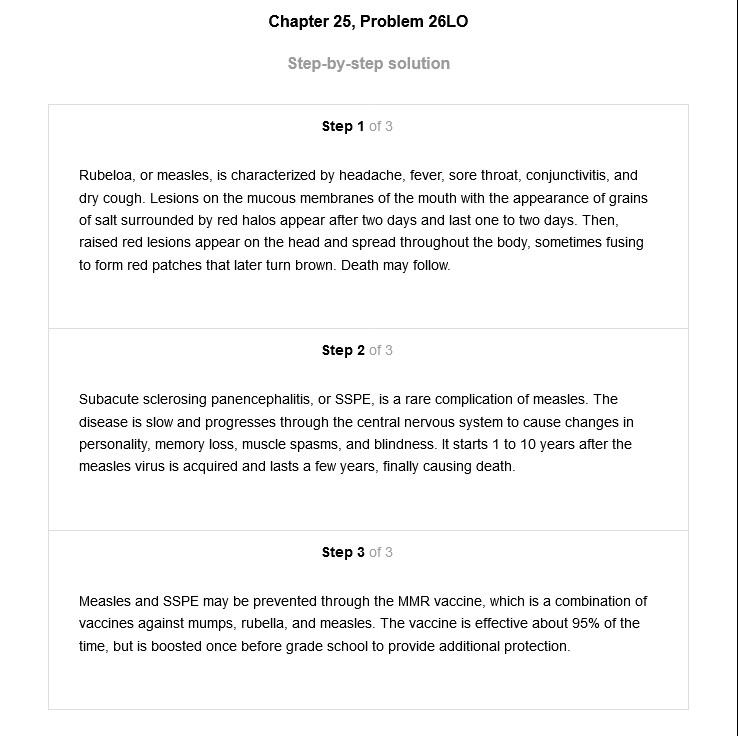 Chapter 25, Problem 26LO
Step-by-step solution
Step 1 of 3
Rubeloa, or measles, is characterized by headache, fever, sore throat, conjunctivitis, and
dry cough. Lesions on the mucous membranes of the mouth with the appearance of grains
of salt surrounded by red halos appear after two days and last one to two days. Then,
raised red lesions appear on the head and spread throughout the body, sometimes fusing
to form red patches that later turn brown. Death may follow.
Step 2 of 3
Subacute sclerosing panencephalitis, or SSPE, is a rare complication of measles. The
disease is slow and progresses through the central nervous system to cause changes in
personality, memory loss, muscle spasms, and blindness. It starts 1 to 10 years after the
measles virus is acquired and lasts a few years, finally causing death.
Step 3 of 3
Measles and SSPE may be prevented through the MMR vaccine, which is a combination of
vaccines against mumps, rubella, and measles. The vaccine is effective about 95% of the
time, but is boosted once before grade school to provide additional protection.